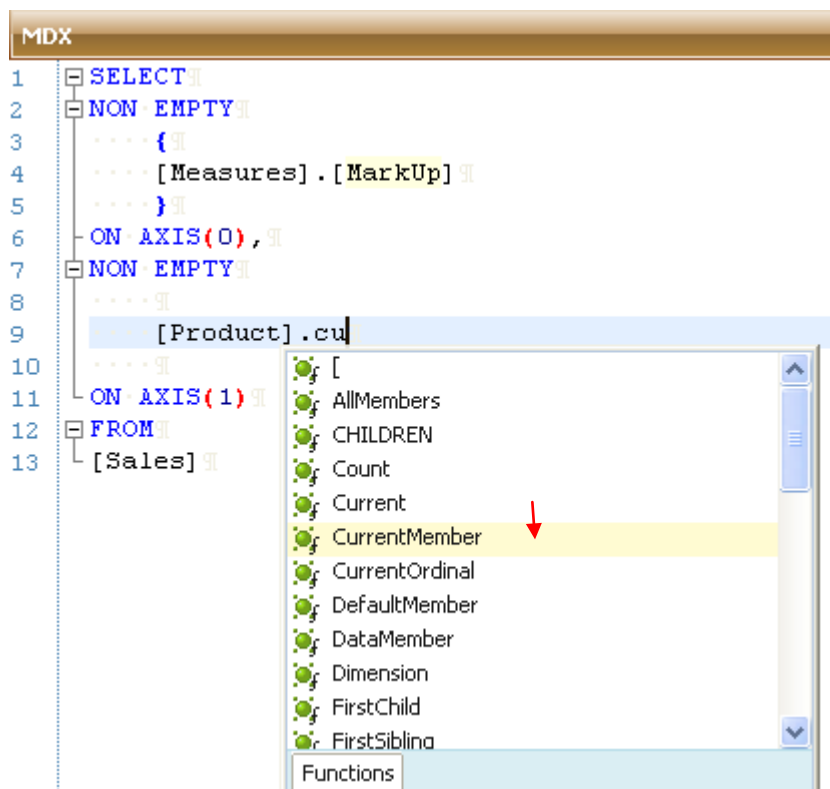 MDX
1 SELECT¶
2 NON·EMPTY¶
3 ····{¶
4 ····[Measures].[MarkUp]¶
5 ····}¶
6 ON·AXIS(0),¶
7 NON·EMPTY¶
8 ····¶
9 ····[Product].cu
10 ····¶
11 ON·AXIS(1)¶
12 FROM¶
13 [Sales]¶
[
AllMembers
CHILDREN
Count
Current
CurrentMember
CurrentOrdinal
DefaultMember
DataMember
Dimension
FirstChild
FirstSibling
Functions